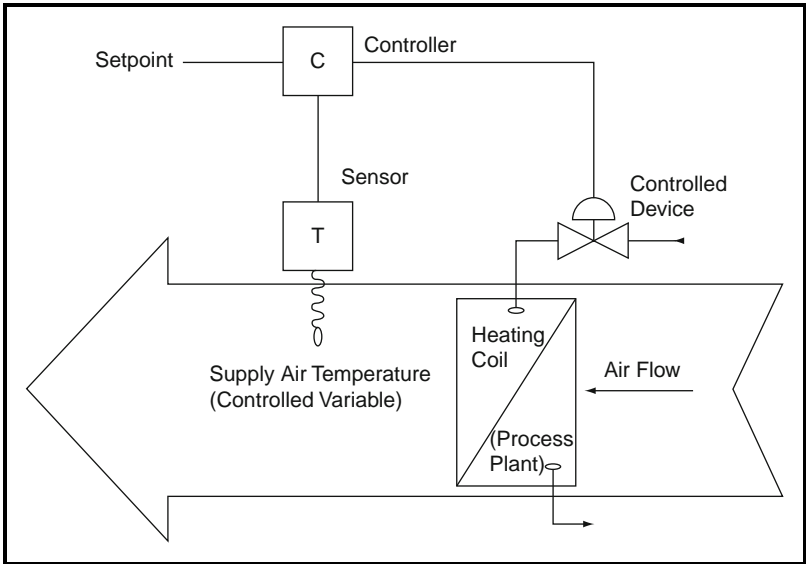 Setpoint
C
Controller
Sensor
T
Controlled
Device
Heating
Coil
Supply Air Temperature
(Controlled Variable)
Air Flow
(Process
Plant)